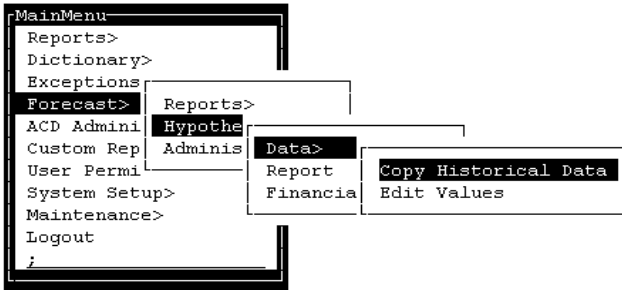 MainMenu
Reports>
Dictionary>
Exceptions
Forecast> Reports>
ACD Admini Hypothe
Custom Rep Adminis Data>
User Permi Report Copy Historical Data
System Setup> Financia Edit Values
Maintenance>
Logout
;